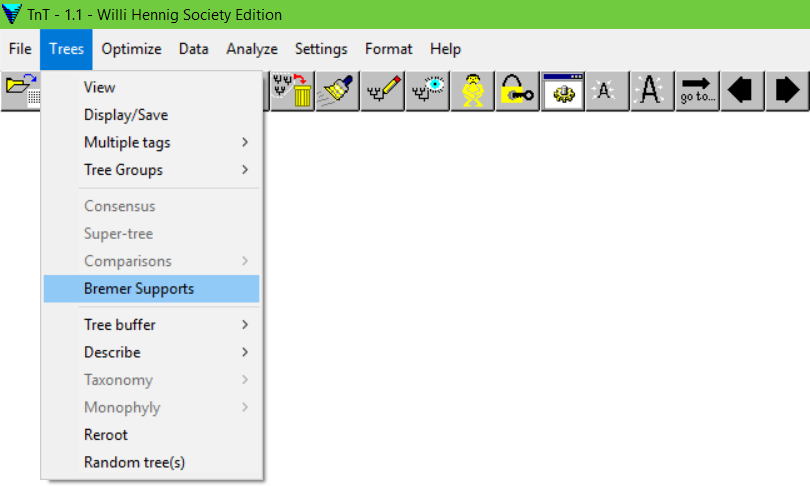 TnT - 1.1 - Willi Hennig Society Edition
File Trees Optimize Data Analyze Settings Format Help
A A go to...
View
Display/Save
Multiple tags
Tree Groups
Consensus
Super-tree
Comparisons
Bremer Supports
Tree buffer
Describe
Taxonomy
Monophyly
Reroot
Random tree(s)